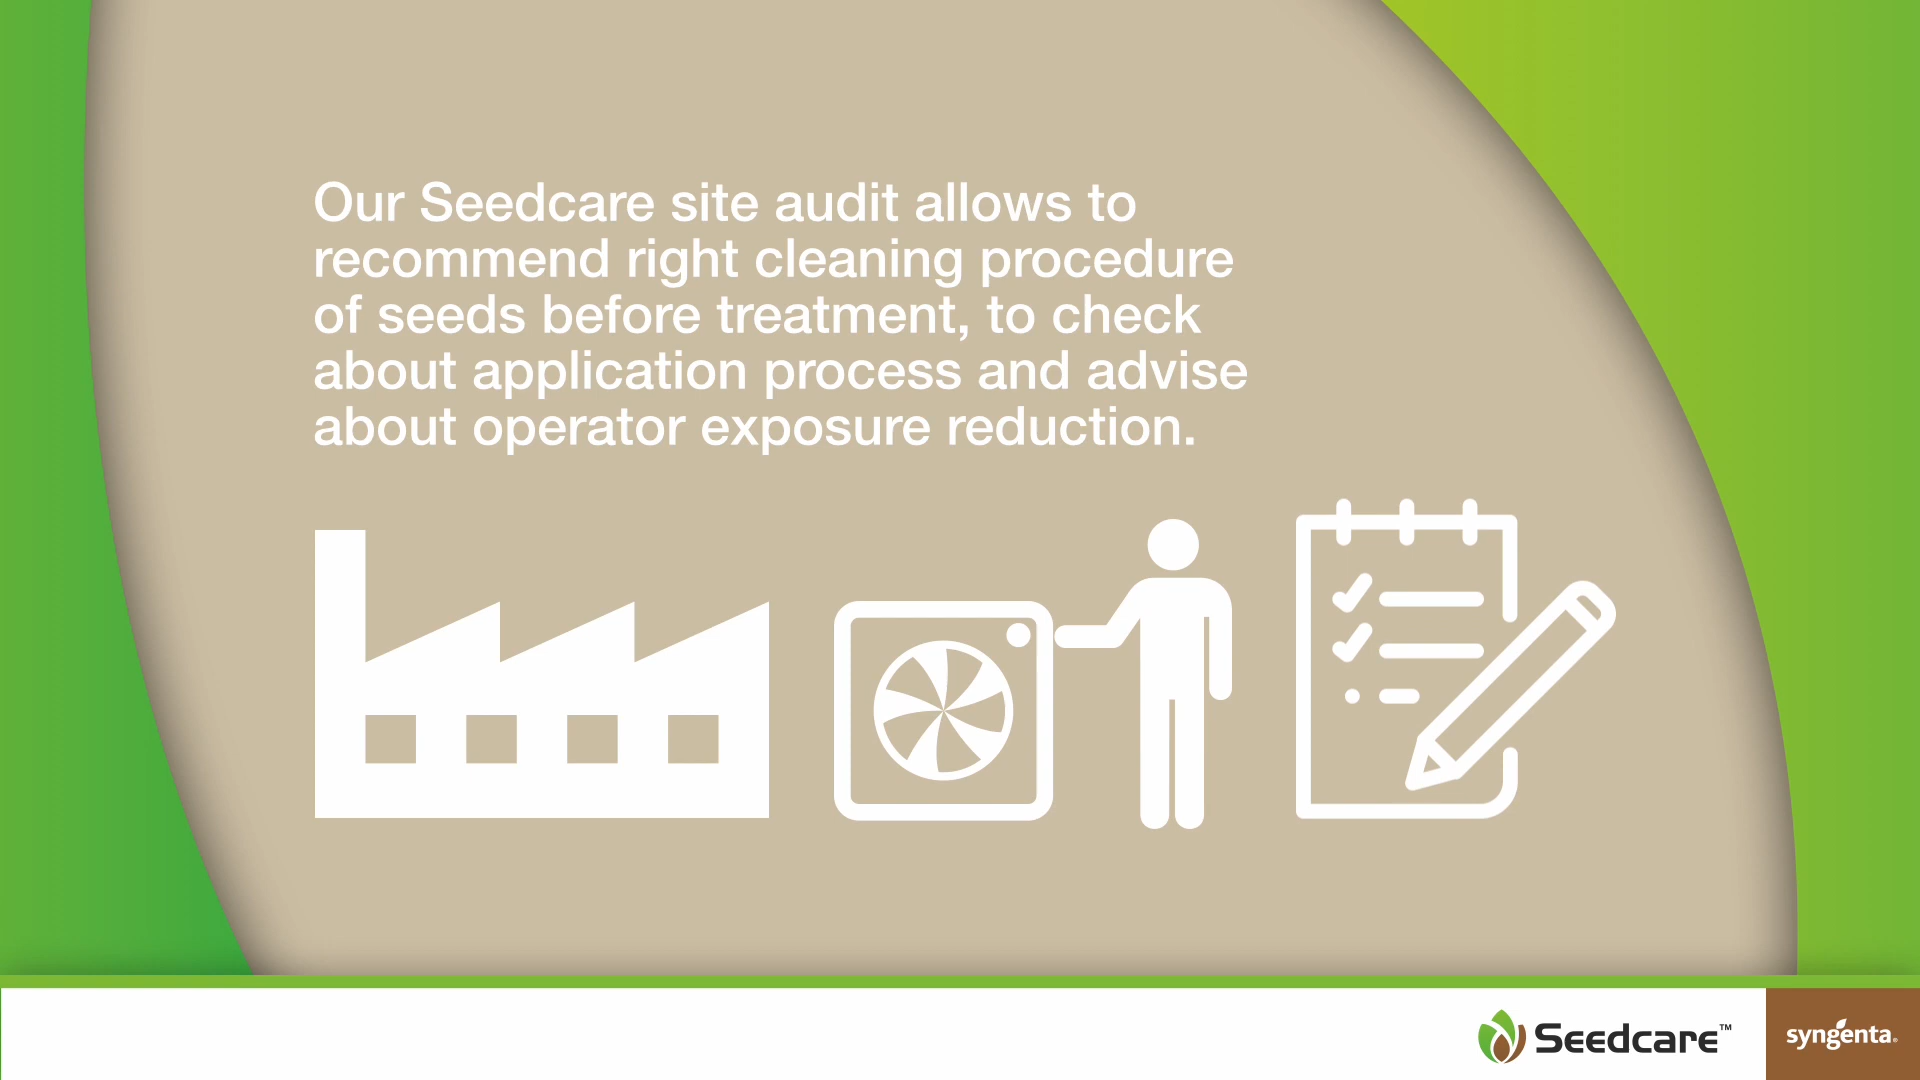 Our Seedcare site audit allows to
recommend right cleaning procedure
of seeds before treatment, to check
about application process and advise
about operator exposure reduction.
Seedcare™
syngenta®